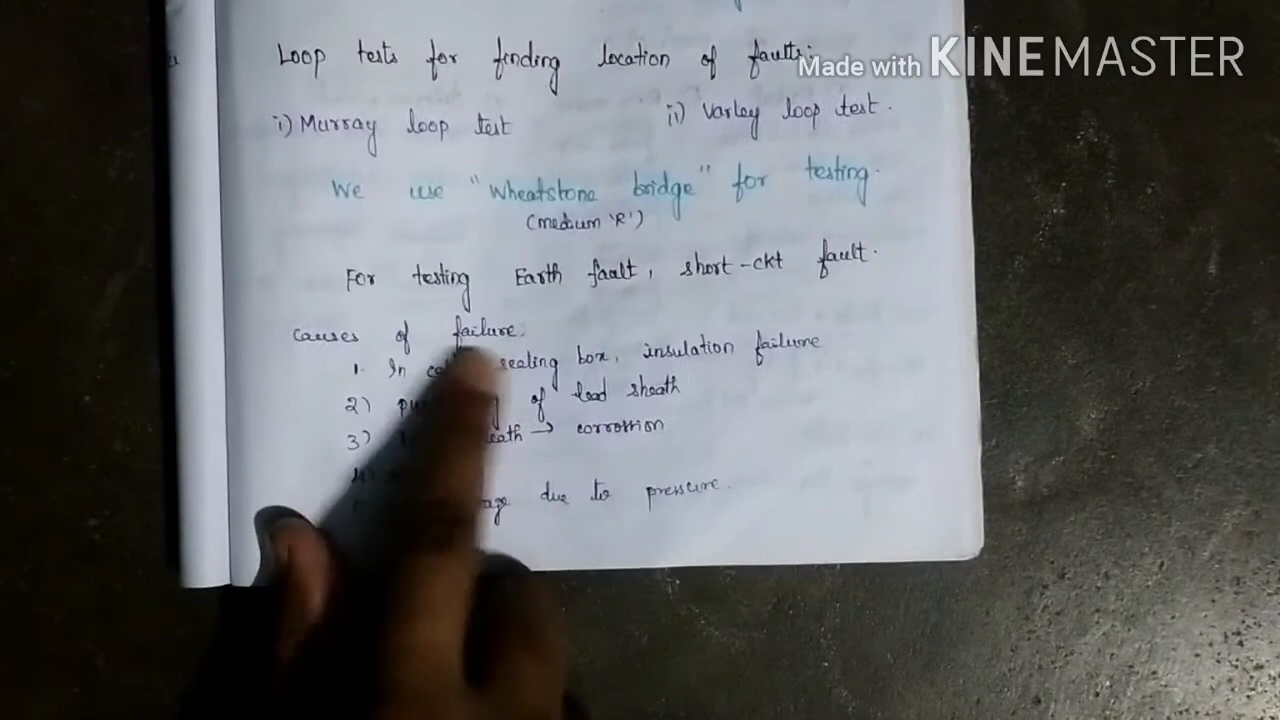 Loop tests for finding location of faults:
Made with KINEMASTER
i) Murray loop test ii) Varley loop test.
We use "Wheatstone bridge" for testing.
(medium 'R')
For testing Earth fault, short-ckt fault.
causes of failure.
1. In sealing box, insulation failure
2) of lead sheath
3) → corrossion
due to pressure.